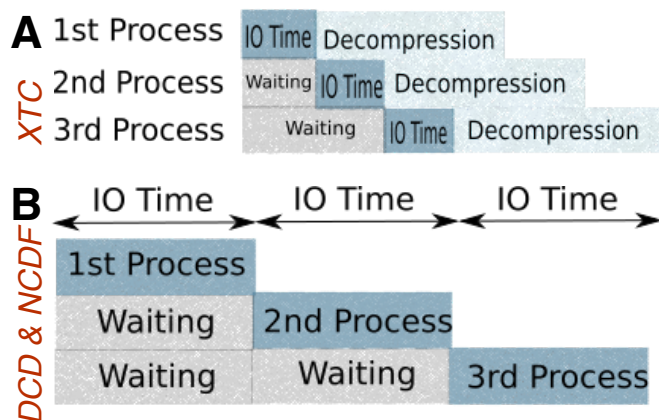 A
XTC
1st Process IO Time Decompression
2nd Process Waiting IO Time Decompression
3rd Process Waiting IO Time Decompression
B
DCD & NCDF
IO Time IO Time IO Time
1st Process
Waiting 2nd Process
Waiting Waiting 3rd Process